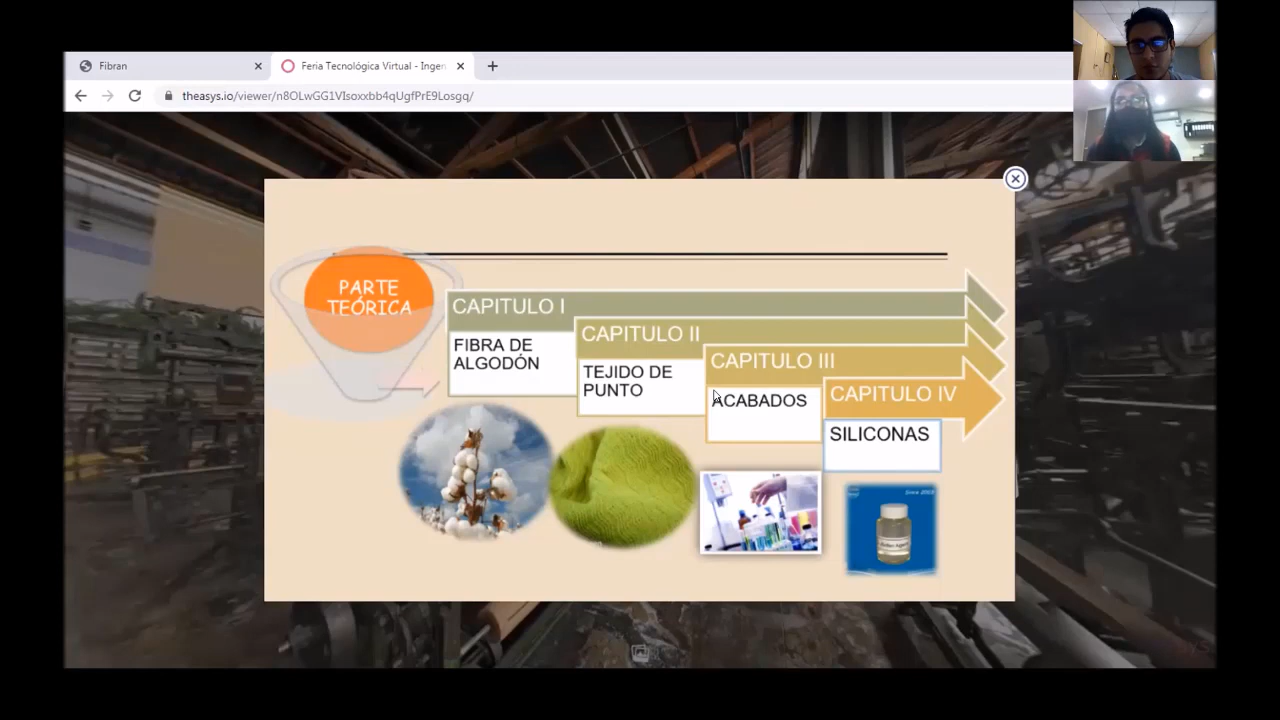 Fibran
Feria Tecnológica Virtual - Ingen
theasys.io/viewer/n8OLwGG1VIsoxxbb4qUgfPrE9Losgq/
PARTE
TEÓRICA
CAPITULO I
FIBRA DE
ALGODÓN
CAPITULO II
TEJIDO DE
PUNTO
CAPITULO III
ACABADOS
CAPITULO IV
SILICONAS